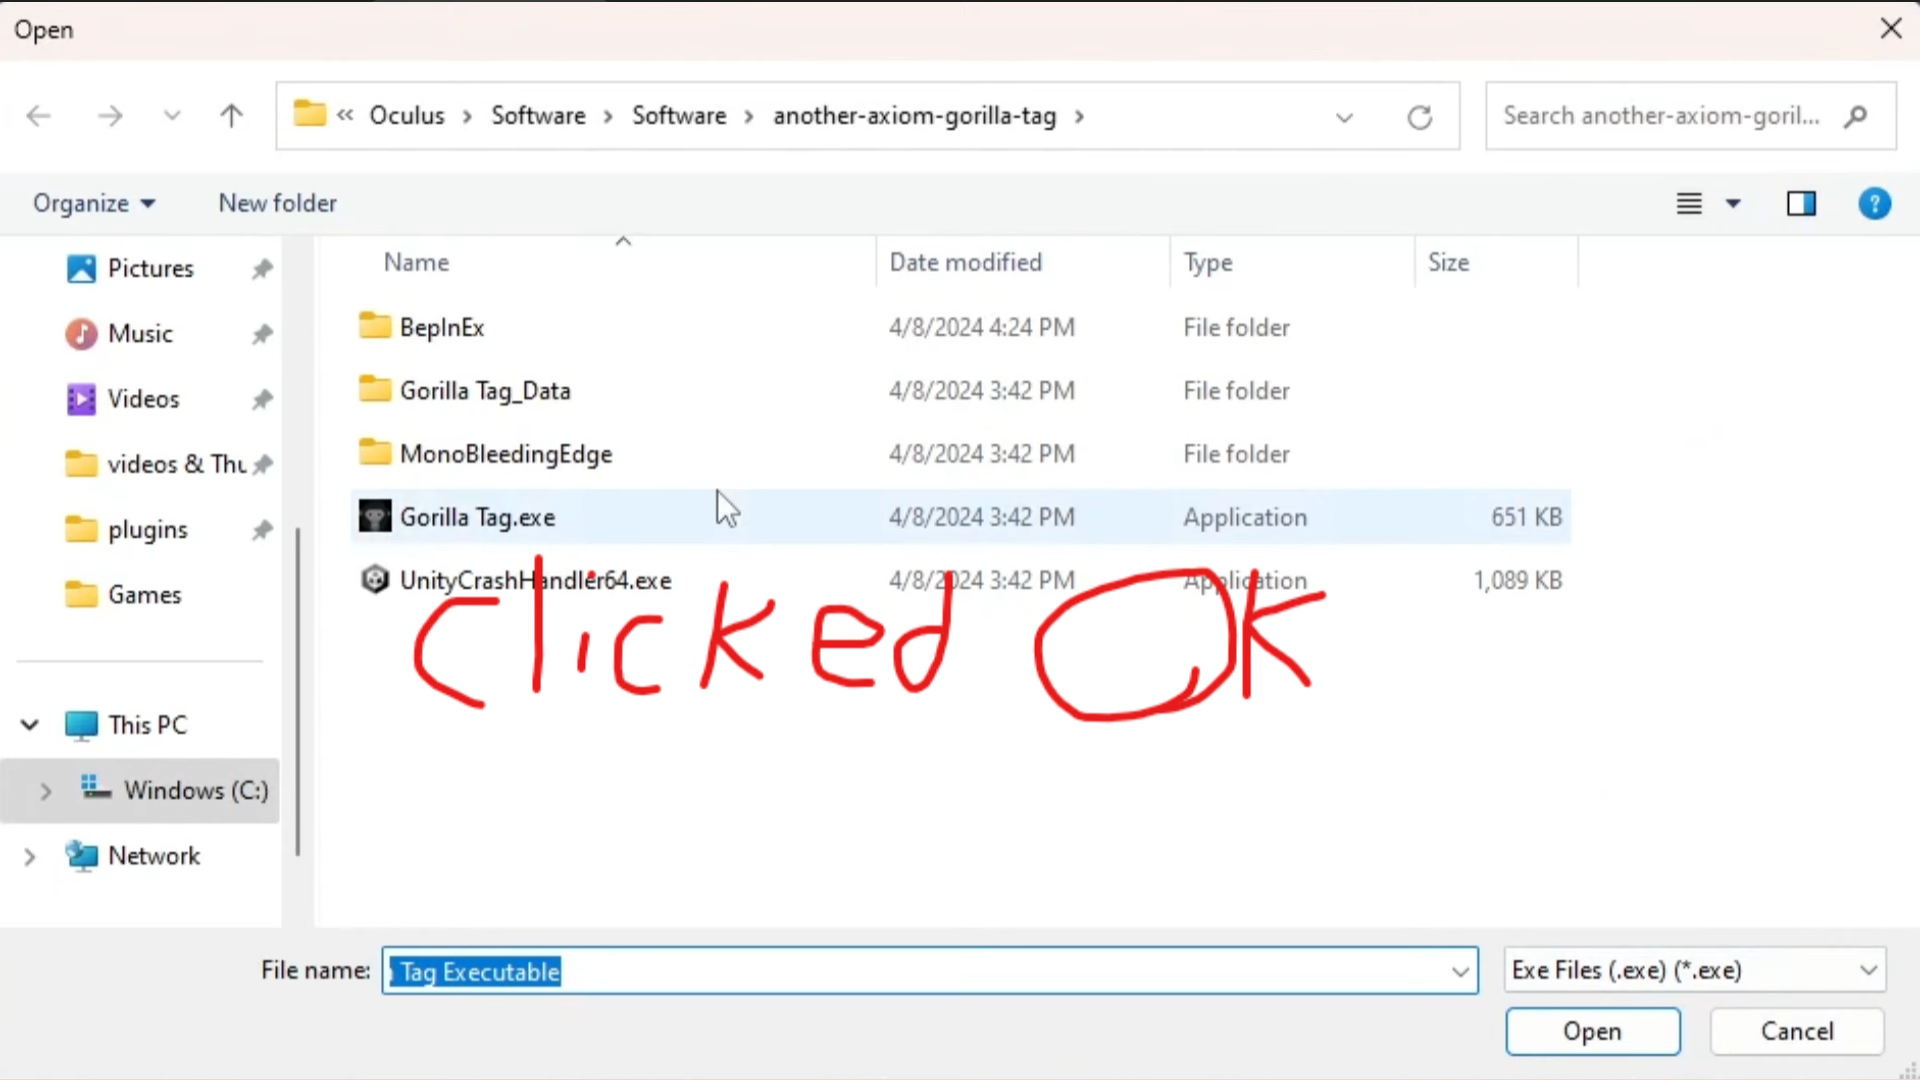 Open
« Oculus > Software > Software > another-axiom-gorilla-tag >
Search another-axiom-goril...
Organize
New folder
?
Name
Date modified
Type
Size
Pictures
Music
Videos
videos & Thu
plugins
Games
This PC
Windows (C:)
Network
BepInEx 4/8/2024 4:24 PM File folder
Gorilla Tag_Data 4/8/2024 3:42 PM File folder
MonoBleedingEdge 4/8/2024 3:42 PM File folder
Gorilla Tag.exe 4/8/2024 3:42 PM Application 651 KB
UnityCrashHandler64.exe 4/8/2024 3:42 PM Application 1,089 KB
clicked OK
File name: Tag Executable
Exe Files (.exe) (*.exe)
Open
Cancel